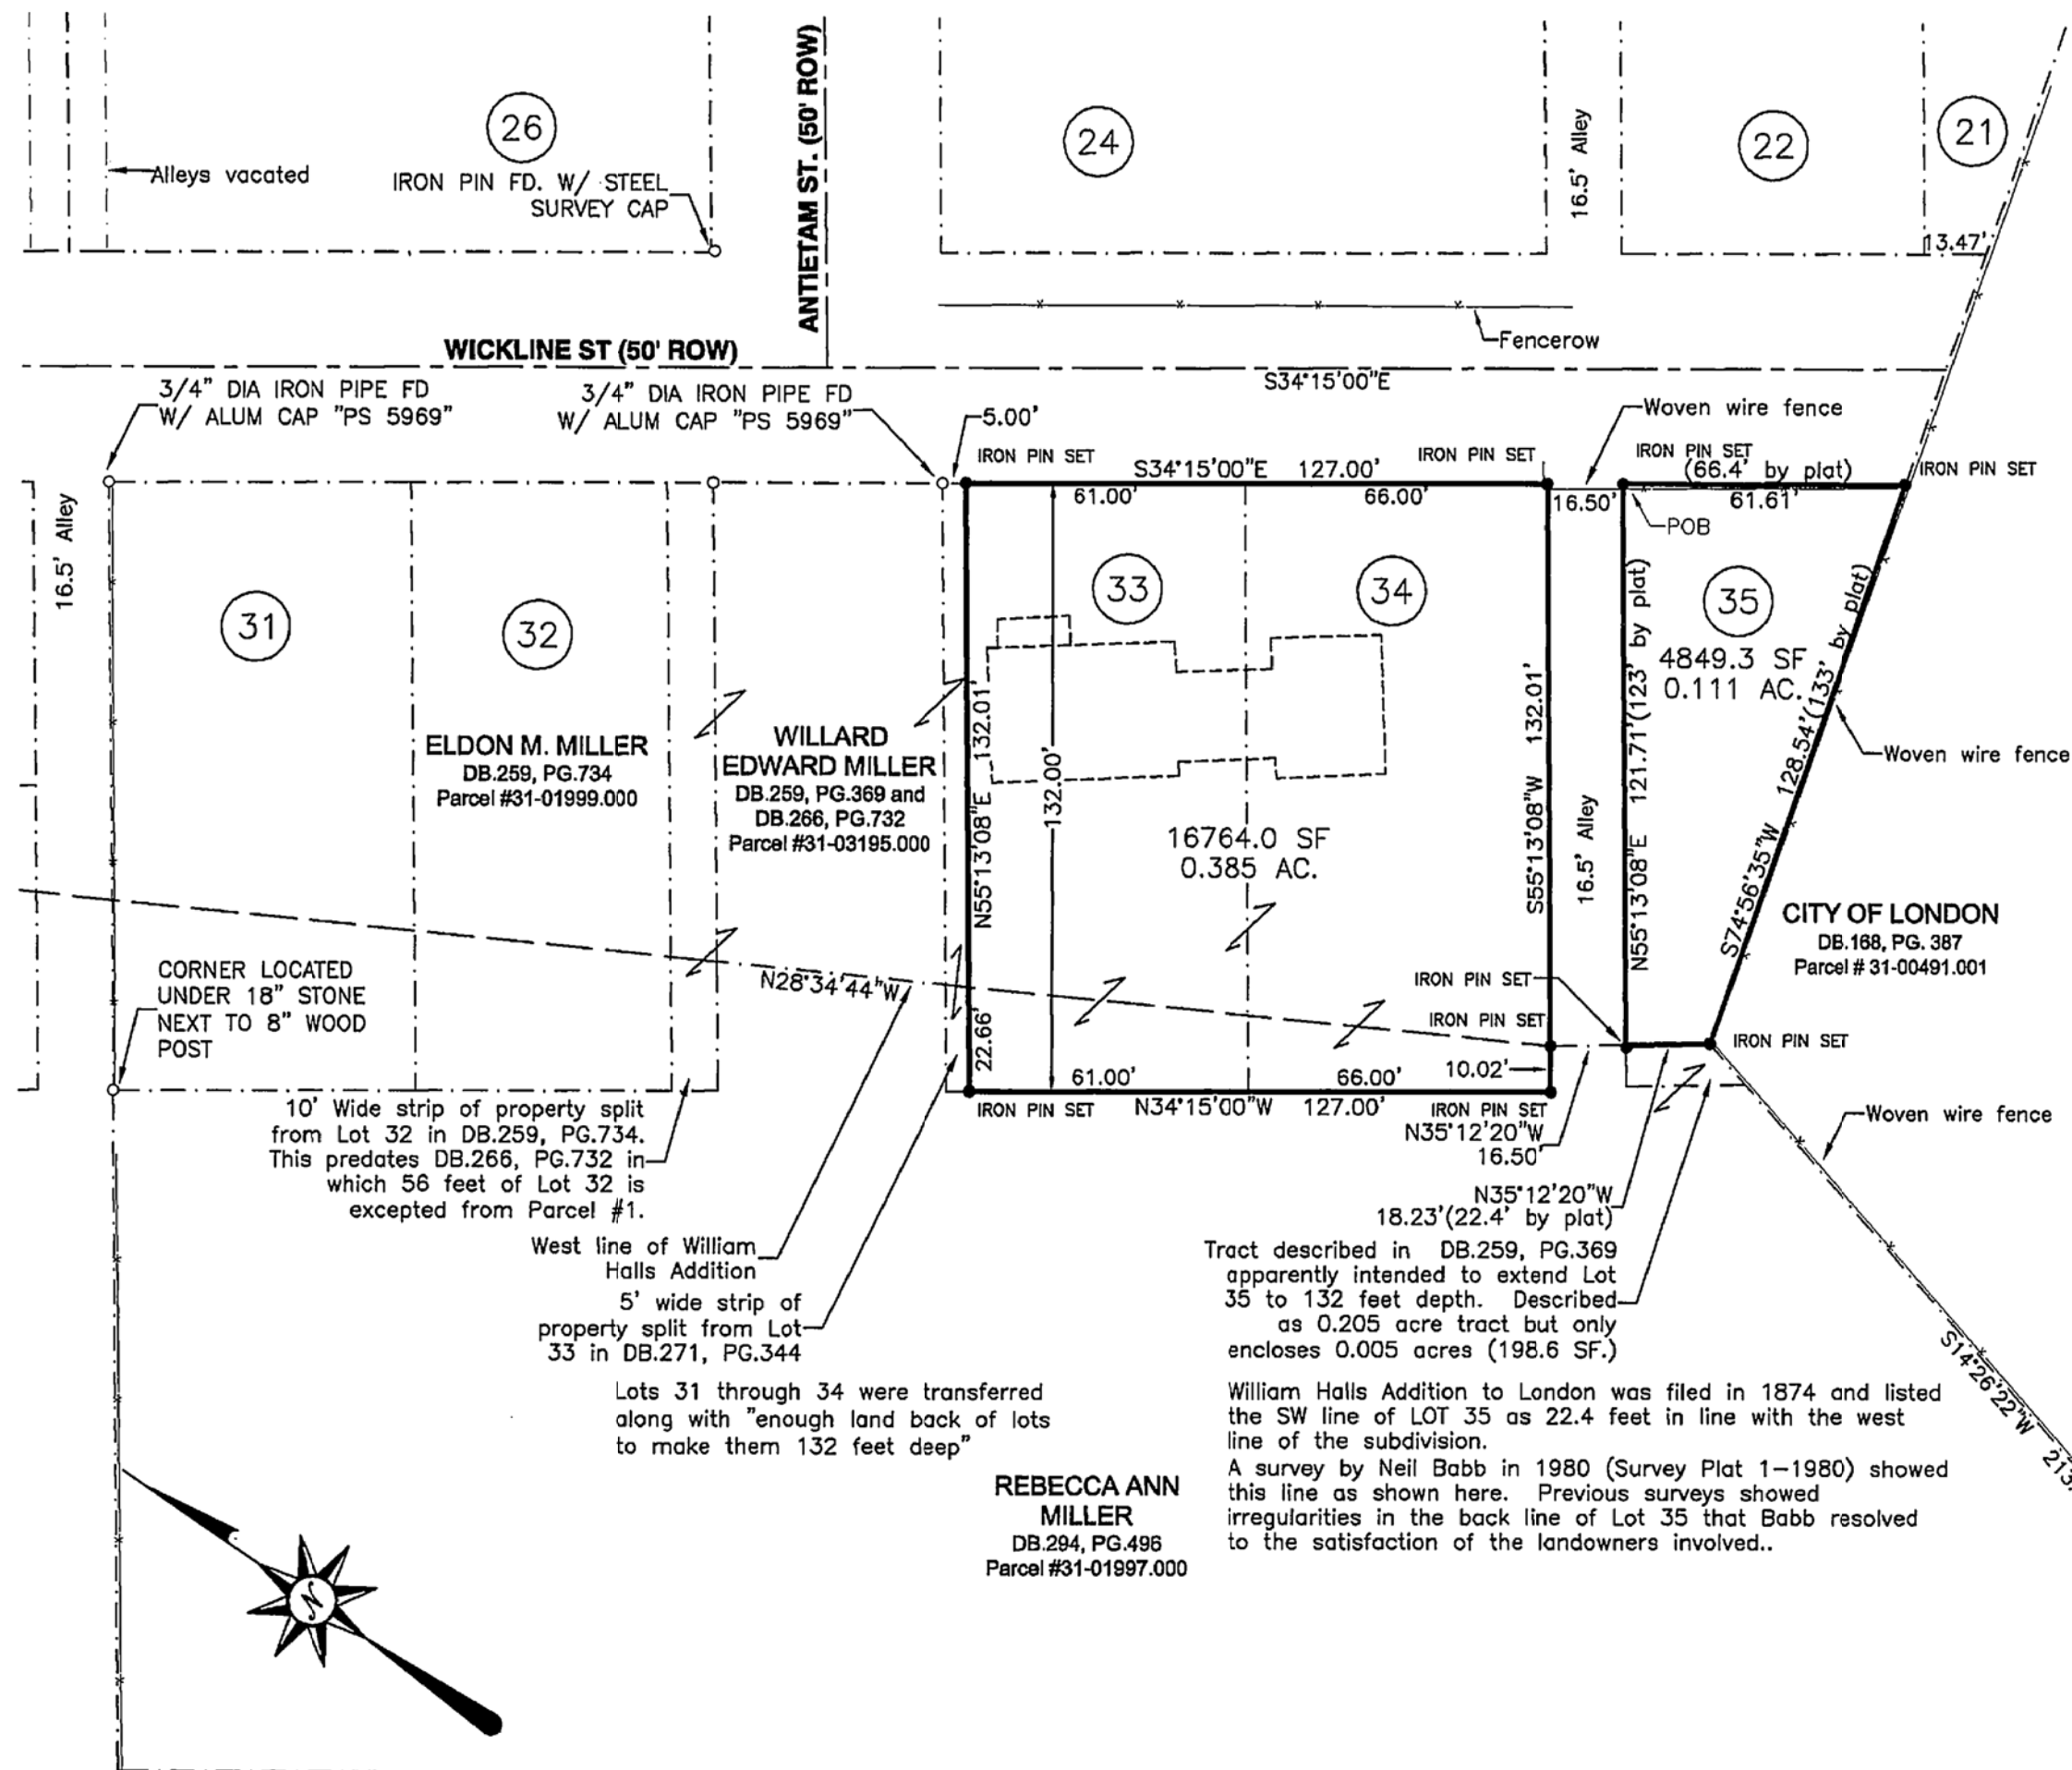 26
24
22
21
ANTIETAM ST. (50' ROW)
16.5' Alley
Alleys vacated
IRON PIN FD. W/ STEEL
SURVEY CAP
13.47'
Fencerow
WICKLINE ST (50' ROW)
S34°15'00"E
3/4" DIA IRON PIPE FD
W/ ALUM CAP "PS 5969"
3/4" DIA IRON PIPE FD
W/ ALUM CAP "PS 5969"
5.00'
Woven wire fence
IRON PIN SET
S34°15'00"E 127.00'
IRON PIN SET
IRON PIN SET
(66.4' by plat)
IRON PIN SET
61.00'
66.00'
16.50'
61.61'
POB
16.5' Alley
31
32
33
34
35
4849.3 SF
0.111 AC.
N55°13'08"E 132.01'
132.00'
S55°13'08"W 132.01'
16.5' Alley
N55°13'08"E 121.71'(123' by plat)
S74°56'35"W 128.54'(133' by plat)
ELDON M. MILLER
DB.259, PG.734
Parcel #31-01999.000
WILLARD
EDWARD MILLER
DB.259, PG.369 and
DB.266, PG.732
Parcel #31-03195.000
16764.0 SF
0.385 AC.
Woven wire fence
CITY OF LONDON
DB.168, PG. 387
Parcel # 31-00491.001
CORNER LOCATED
UNDER 18" STONE
NEXT TO 8" WOOD
POST
N28°34'44"W
22.66'
IRON PIN SET
IRON PIN SET
IRON PIN SET
61.00'
66.00'
10.02'
IRON PIN SET
N34°15'00"W 127.00'
IRON PIN SET
N35°12'20"W
16.50'
Woven wire fence
10' Wide strip of property split
from Lot 32 in DB.259, PG.734.
This predates DB.266, PG.732 in
which 56 feet of Lot 32 is
excepted from Parcel #1.
N35°12'20"W
18.23'(22.4' by plat)
West line of William
Halls Addition
5' wide strip of
property split from Lot
33 in DB.271, PG.344
Tract described in DB.259, PG.369
apparently intended to extend Lot
35 to 132 feet depth. Described
as 0.205 acre tract but only
encloses 0.005 acres (198.6 SF.)
S14°26'22"W
Lots 31 through 34 were transferred
along with "enough land back of lots
to make them 132 feet deep"
William Halls Addition to London was filed in 1874 and listed
the SW line of LOT 35 as 22.4 feet in line with the west
line of the subdivision.
A survey by Neil Babb in 1980 (Survey Plat 1-1980) showed
this line as shown here. Previous surveys showed
irregularities in the back line of Lot 35 that Babb resolved
to the satisfaction of the landowners involved..
REBECCA ANN
MILLER
DB.294, PG.496
Parcel #31-01997.000
N